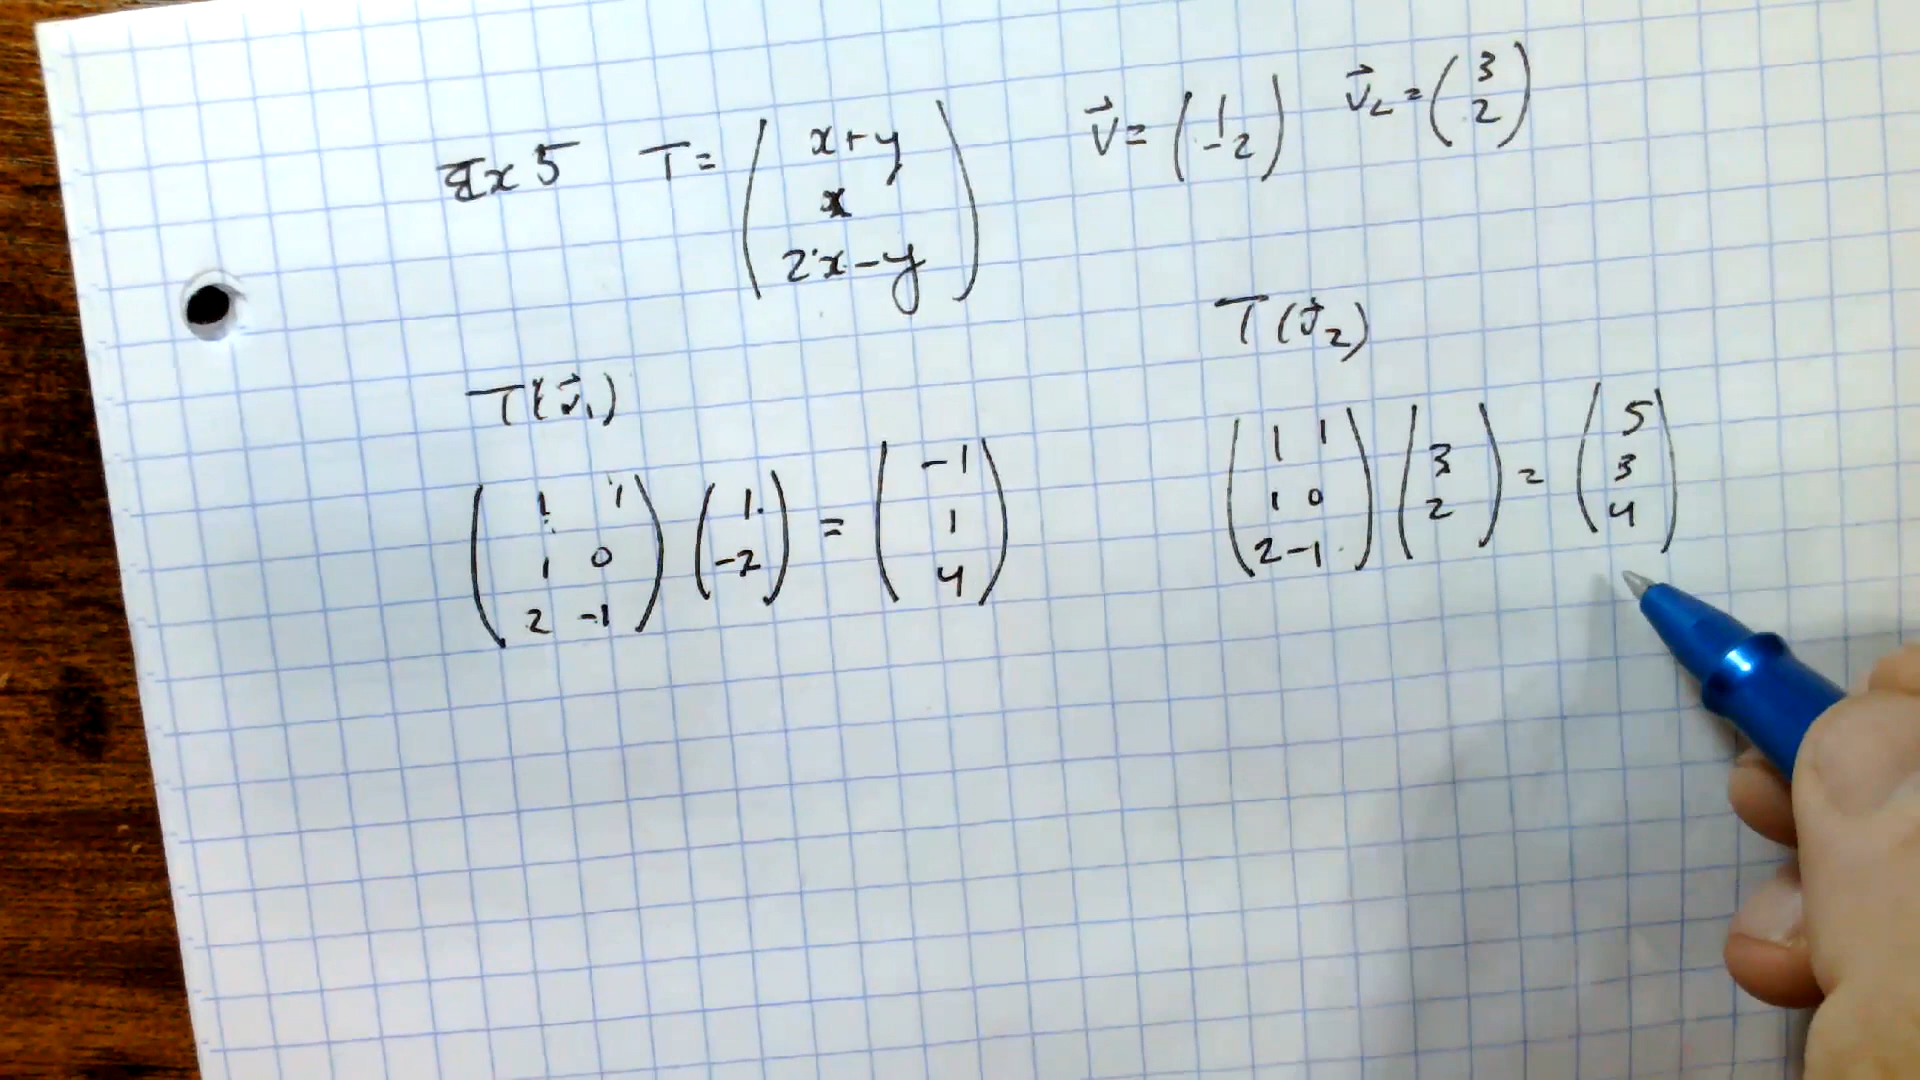 Ex 5 T = ( x+y x 2x-y ) v⃗ = ( 1 -2 ) v⃗₂ = ( 3 2 )
T(v⃗₁) T(v⃗₂)
( 1 1 1 0 2 -1 ) ( 1 -2 ) = ( -1 1 4 ) ( 1 1 1 0 2 -1 ) ( 3 2 ) = ( 5 3 4 )